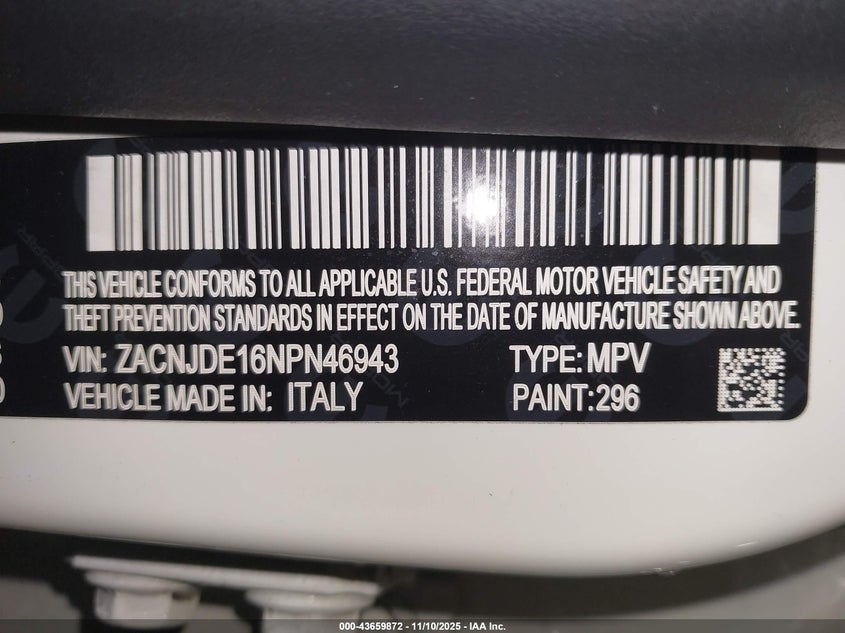 THIS VEHICLE CONFORMS TO ALL APPLICABLE U.S. FEDERAL MOTOR VEHICLE SAFETY AND
THEFT PREVENTION STANDARDS IN EFFECT ON THE DATE OF MANUFACTURE SHOWN ABOVE.
VIN: ZACNJDE16NPN46943 TYPE: MPV
VEHICLE MADE IN: ITALY PAINT: 296
000-43659872 — 11/10/2025 — IAA Inc.